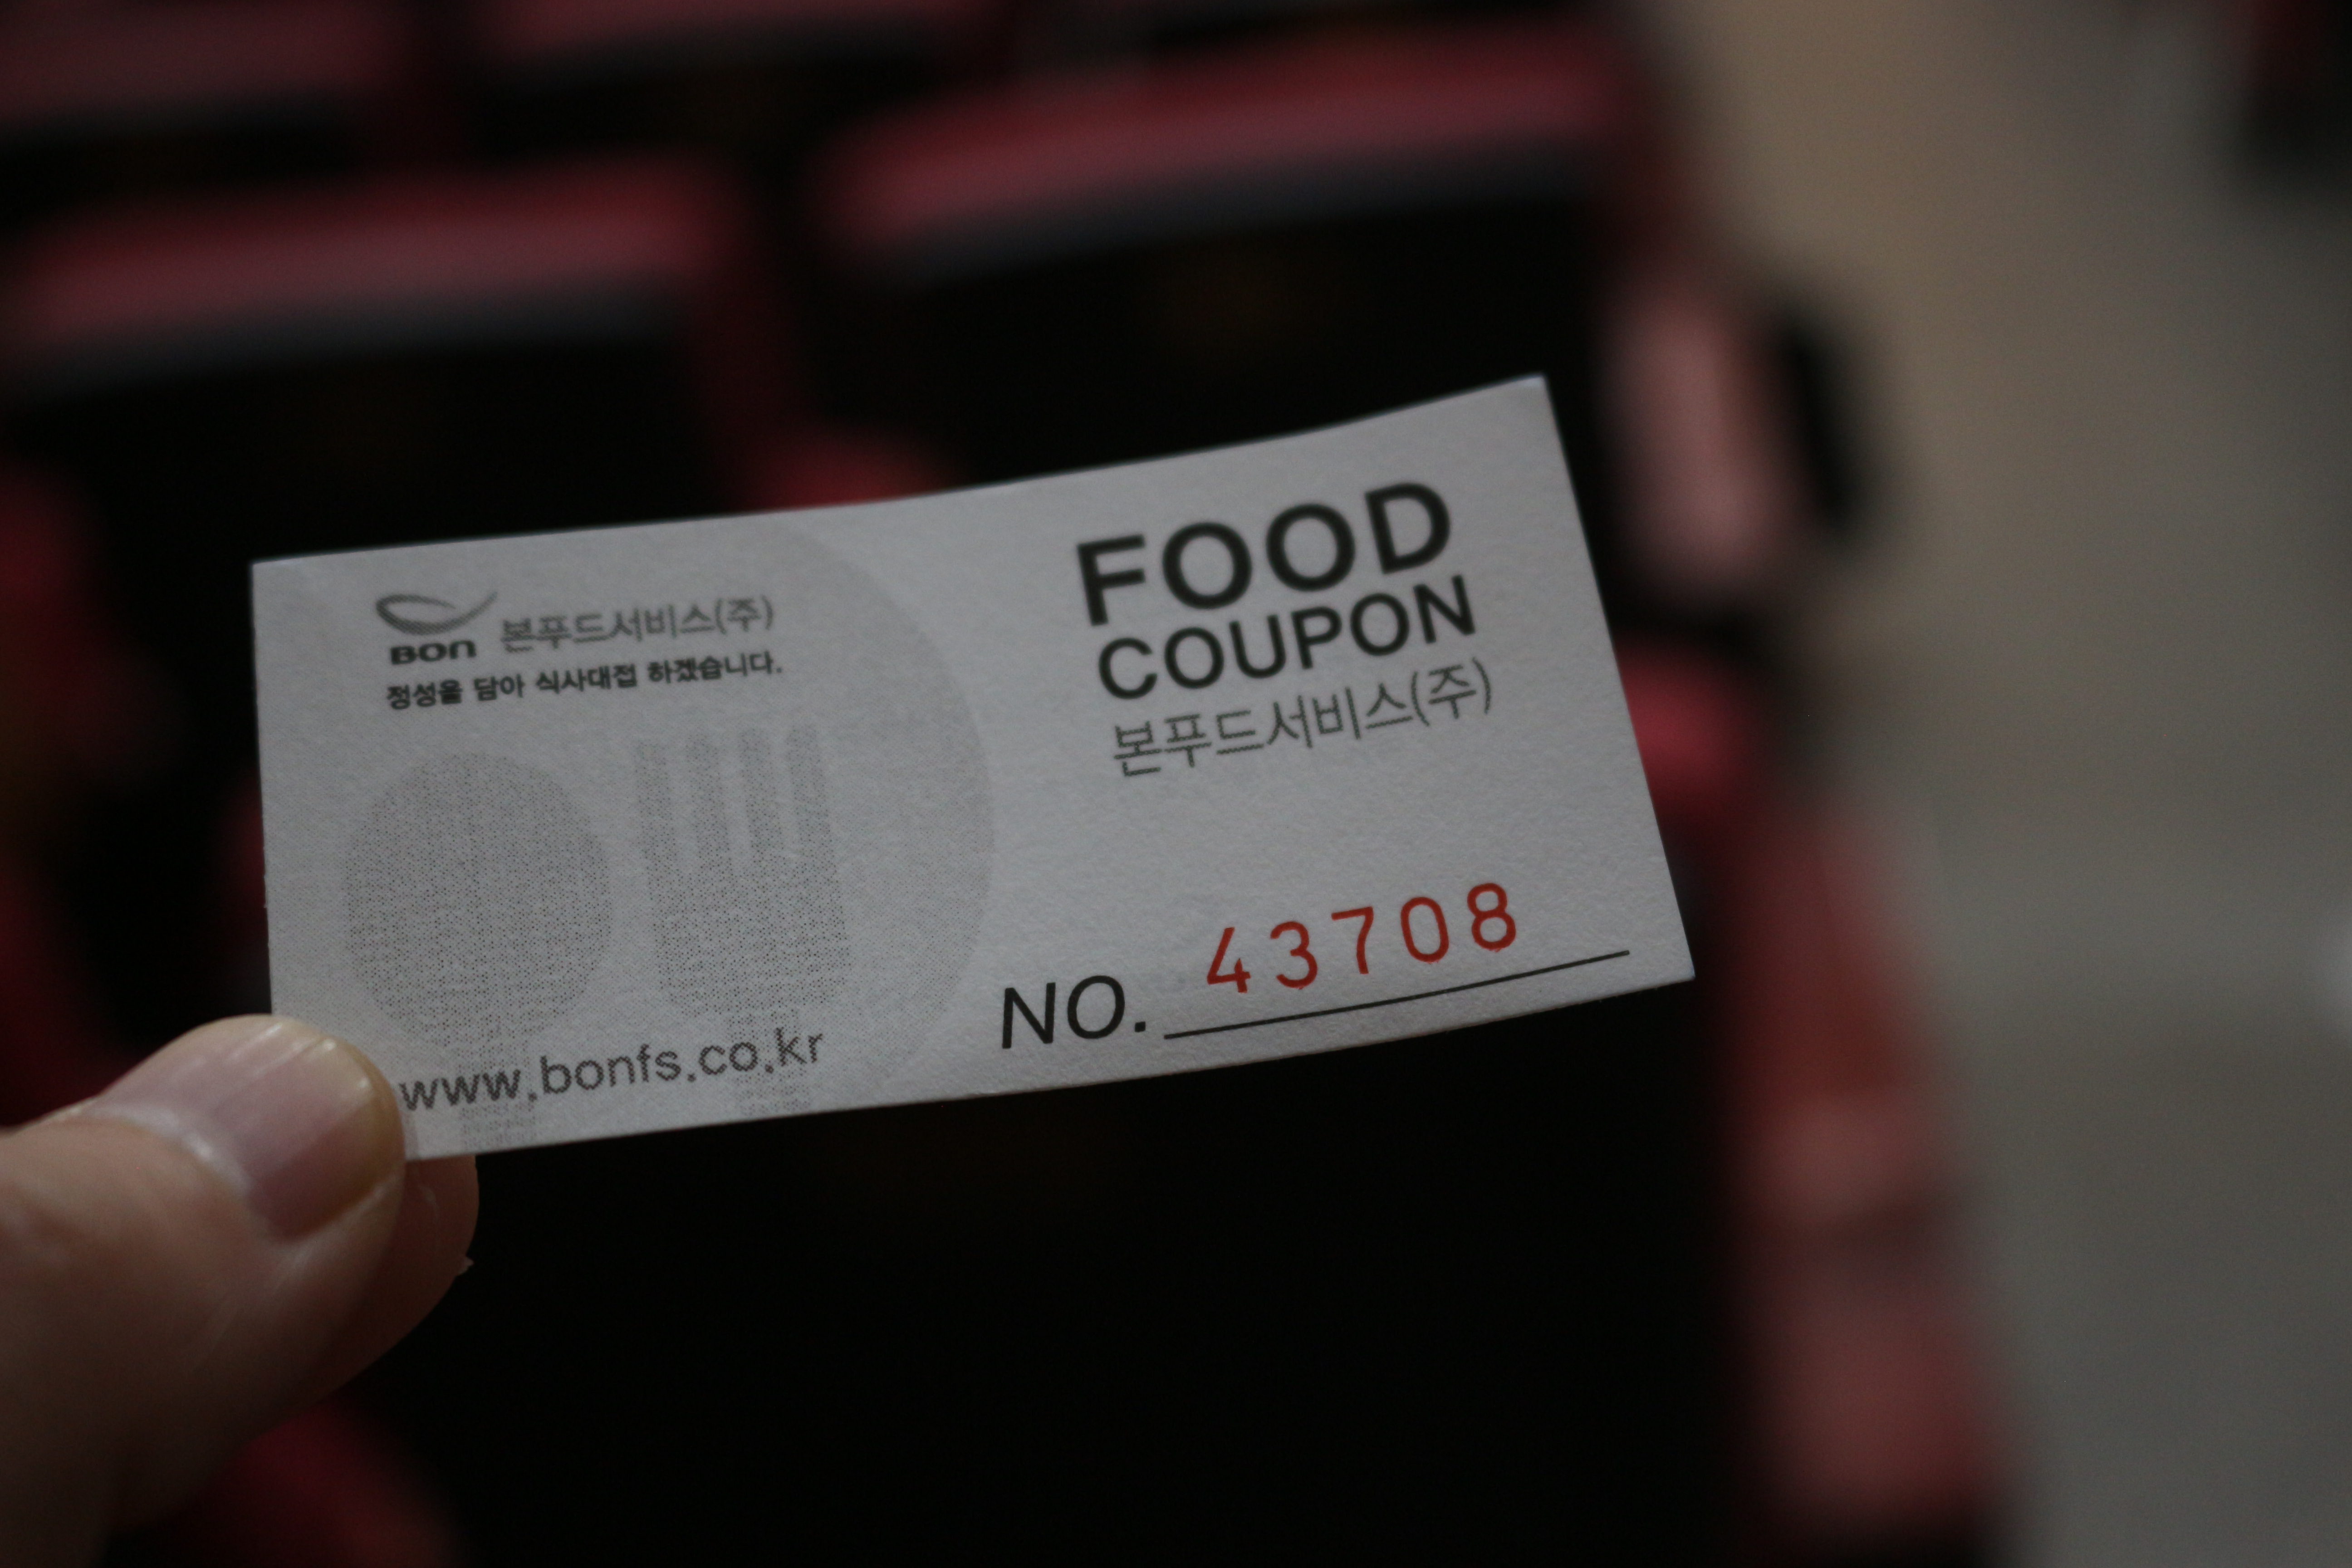 BON 본푸드서비스(주)
정성을 담아 식사대접 하겠습니다.
www.bonfs.co.kr
FOOD
COUPON
본푸드서비스(주)
NO. 43708